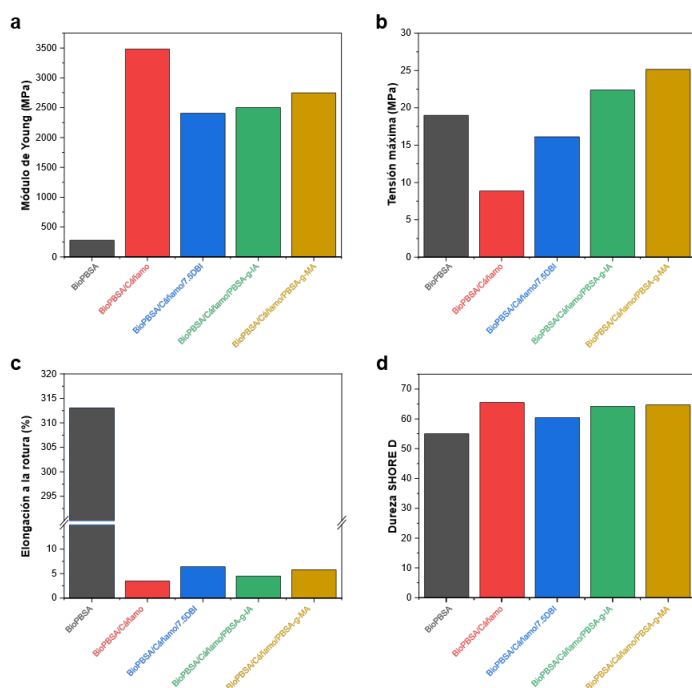 a
Módulo de Young (MPa)
3500
3000
2500
2000
1500
1000
500
0
BioPBSA
BioPBSA/Cáñamo
BioPBSA/Cáñamo/7.5DBI
BioPBSA/Cáñamo/PBSA-g-IA
BioPBSA/Cáñamo/PBSA-g-MA
b
Tensión máxima (MPa)
30
25
20
15
10
5
0
BioPBSA
BioPBSA/Cáñamo
BioPBSA/Cáñamo/7.5DBI
BioPBSA/Cáñamo/PBSA-g-IA
BioPBSA/Cáñamo/PBSA-g-MA
c
Elongación a la rotura (%)
320
315
310
305
300
295
10
5
0
BioPBSA
BioPBSA/Cáñamo
BioPBSA/Cáñamo/7.5DBI
BioPBSA/Cáñamo/PBSA-g-IA
BioPBSA/Cáñamo/PBSA-g-MA
d
Dureza SHORE D
70
60
50
40
30
20
10
0
BioPBSA
BioPBSA/Cáñamo
BioPBSA/Cáñamo/7.5DBI
BioPBSA/Cáñamo/PBSA-g-IA
BioPBSA/Cáñamo/PBSA-g-MA